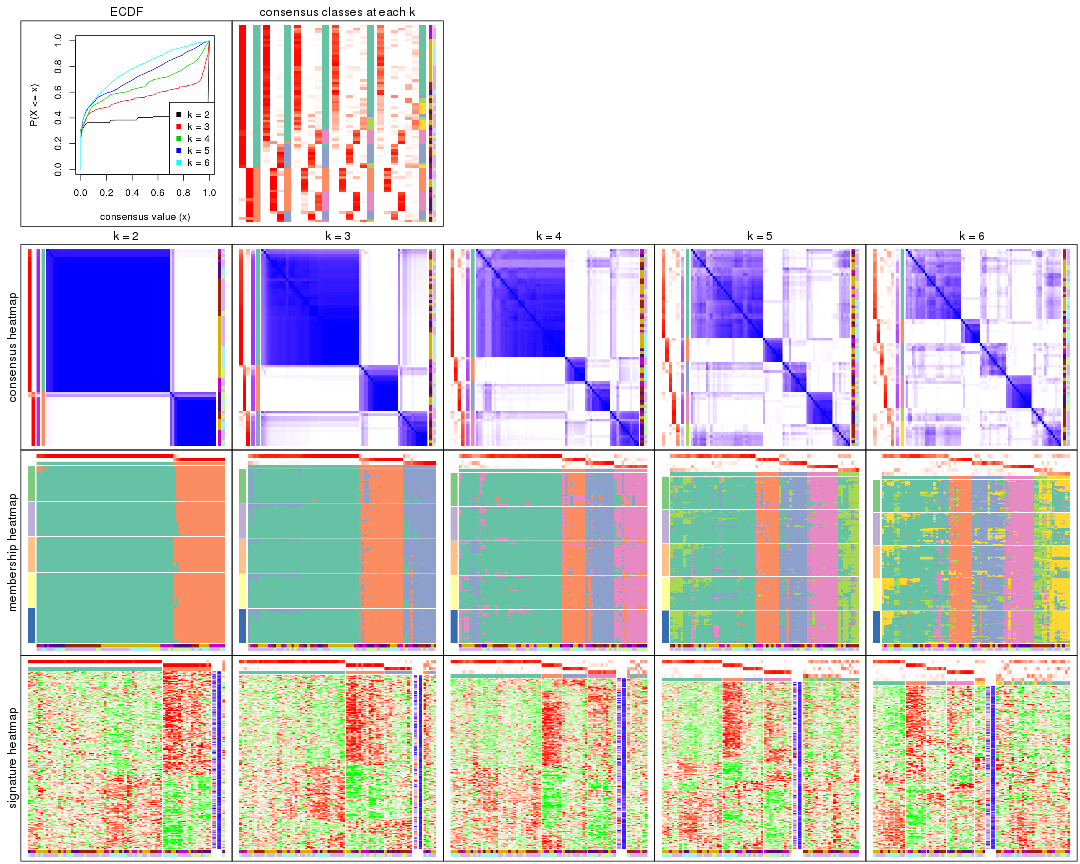 ECDF
consensus classes at each k
P(X <= x)
0.0 0.2 0.4 0.6 0.8 1.0
k = 2
k = 3
k = 4
k = 5
k = 6
0.0 0.2 0.4 0.6 0.8 1.0
consensus value (x)
k = 2 k = 3 k = 4 k = 5 k = 6
consensus heatmap
membership heatmap
signature heatmap